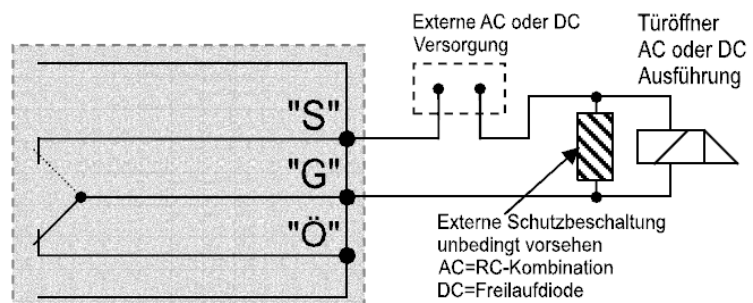 Externe AC oder DC
Versorgung
Türöffner
AC oder DC
Ausführung
"S"
"G"
"Ö"
Externe Schutzbeschaltung
unbedingt vorsehen
AC=RC-Kombination
DC=Freilaufdiode